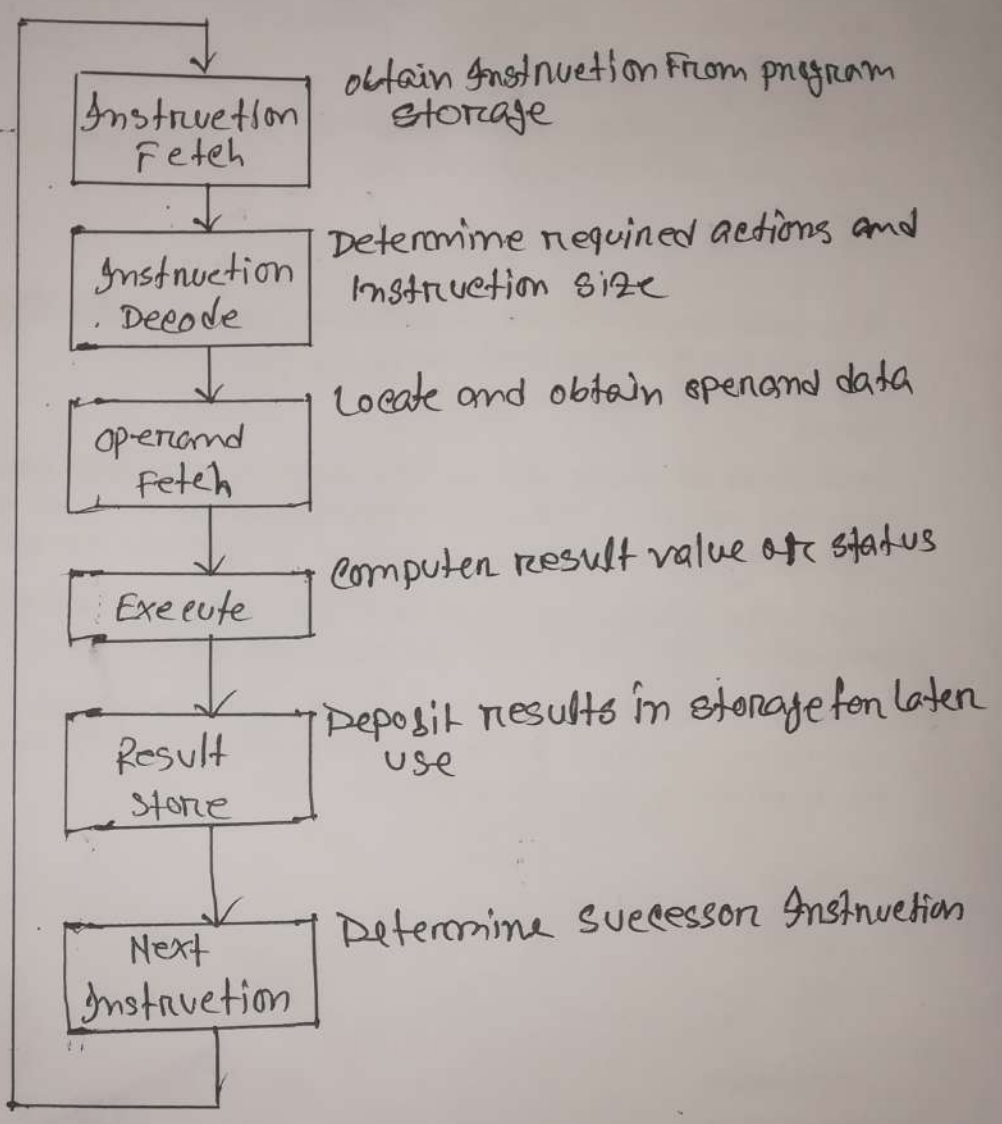 Instruction
Fetch
obtain Instruction From program
storage
Instruction
Decode
Determine required actions and
Instruction size
operand
Fetch
Locate and obtain operand data
Execute
Computer result value or status
Result
store
Deposit results in storage for later
use
Next
Instruction
Determine successor Instruction